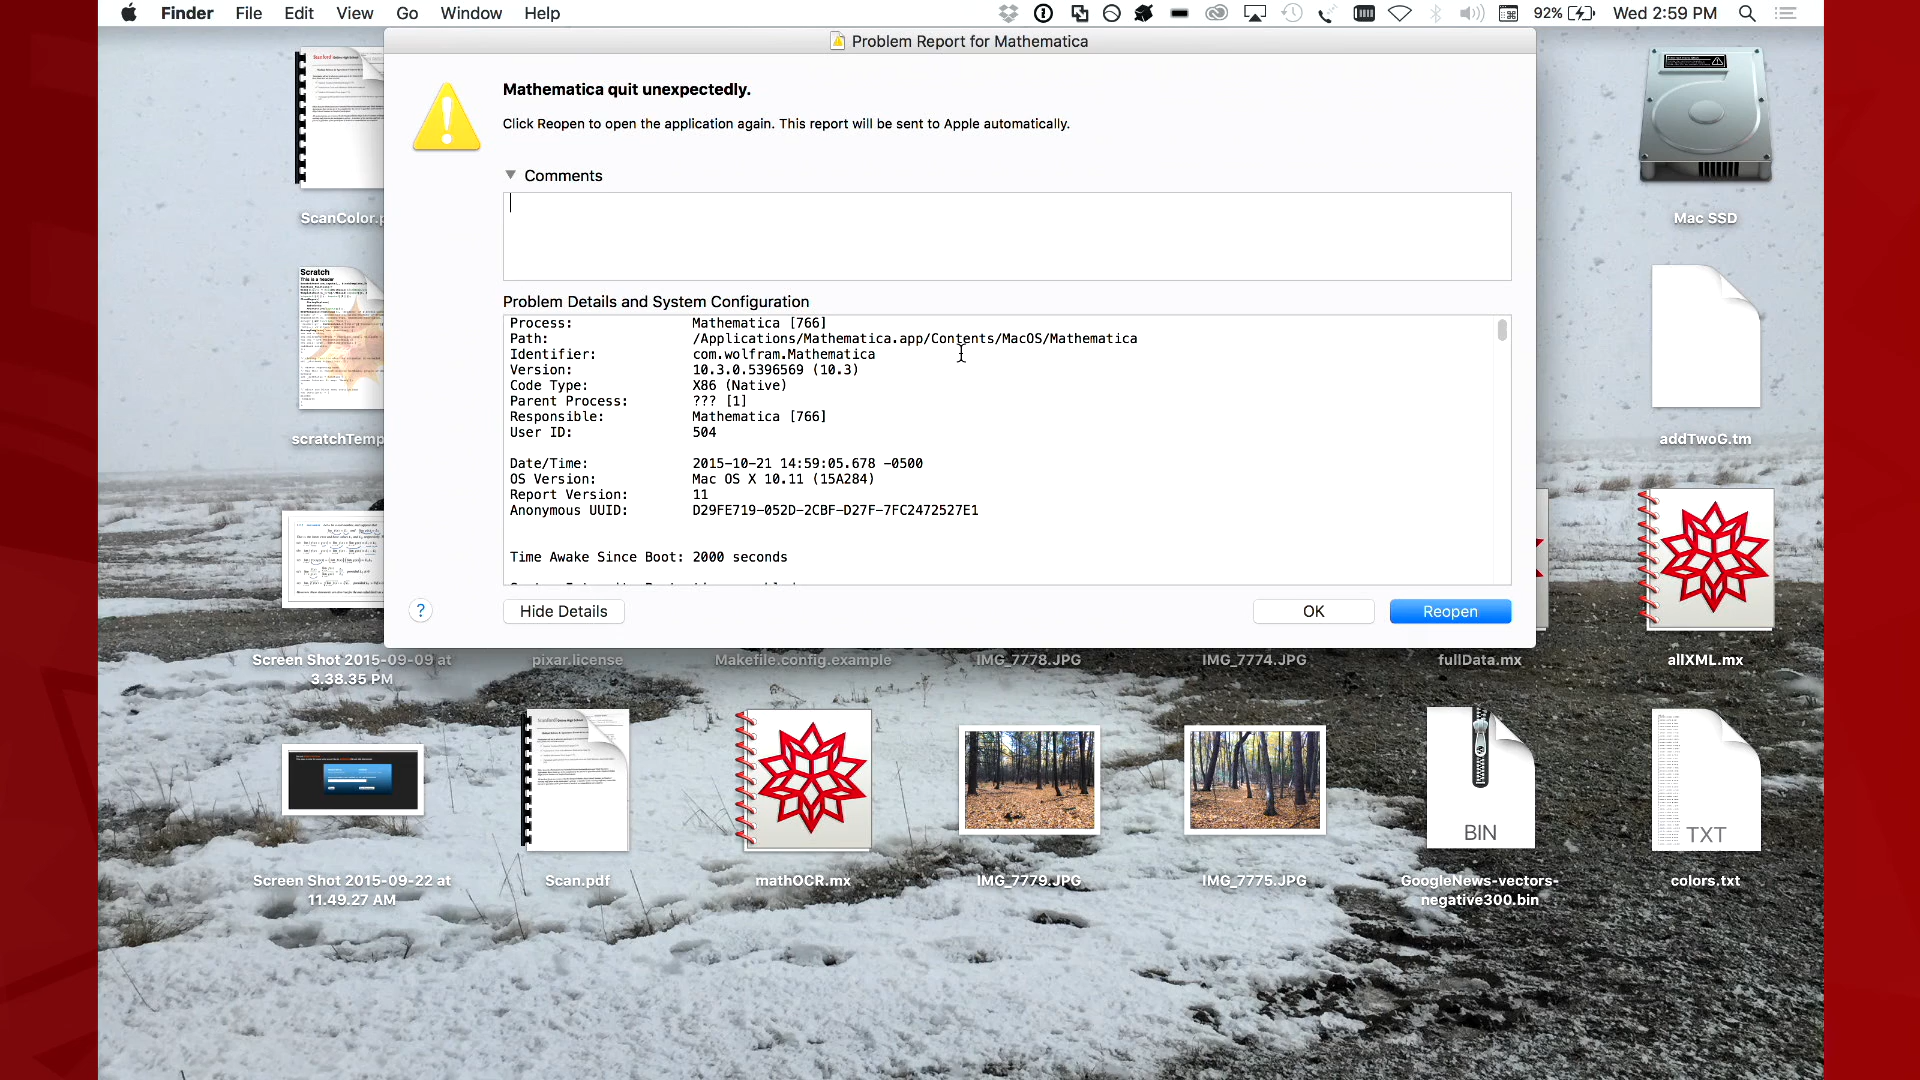 Finder File Edit View Go Window Help 92% Wed 2:59 PM
Problem Report for Mathematica
Mathematica quit unexpectedly.
Click Reopen to open the application again. This report will be sent to Apple automatically.
Comments
Problem Details and System Configuration
Process: Mathematica [766]
Path: /Applications/Mathematica.app/Contents/MacOS/Mathematica
Identifier: com.wolfram.Mathematica
Version: 10.3.0.5396569 (10.3)
Code Type: X86 (Native)
Parent Process: ??? [1]
Responsible: Mathematica [766]
User ID: 504
Date/Time: 2015-10-21 14:59:05.678 -0500
OS Version: Mac OS X 10.11 (15A284)
Report Version: 11
Anonymous UUID: D29FE719-052D-2CBF-D27F-7FC2472527E1
Time Awake Since Boot: 2000 seconds
? Hide Details OK Reopen
ScanColor.p
Mac SSD
Scratch
This is a header
scratchTemp
addTwoG.tm
Screen Shot 2015-09-09 at
3.38.35 PM
pixar.license
Makefile.config.example
IMG_7778.JPG
IMG_7774.JPG
fullData.mx
allXML.mx
BIN
TXT
Screen Shot 2015-09-22 at
11.49.27 AM
Scan.pdf
mathOCR.mx
IMG_7779.JPG
IMG_7775.JPG
GoogleNews-vectors-
negative300.bin
colors.txt